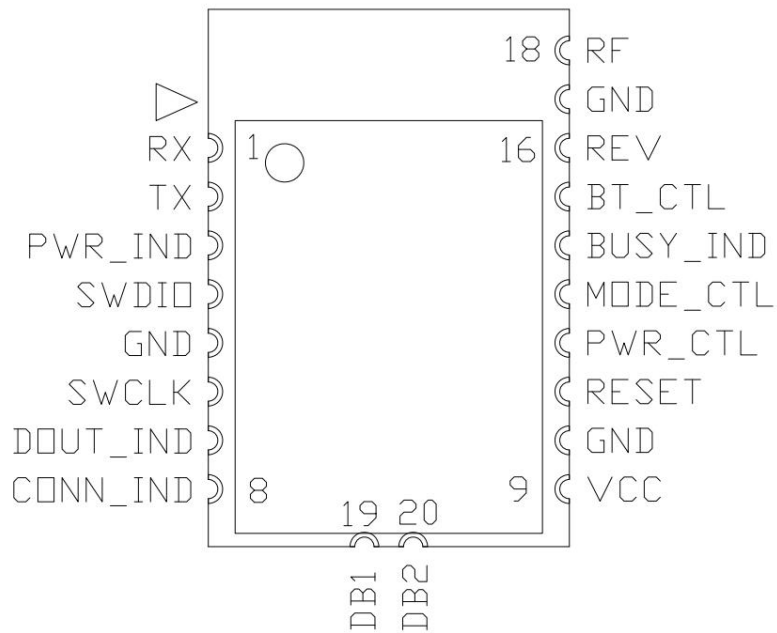 18 RF
GND
RX 1 16 REV
TX BT_CTL
PWR_IND BUSY_IND
SWDIO MODE_CTL
GND PWR_CTL
SWCLK RESET
DOUT_IND GND
CONN_IND 8 9 VCC
19 20
DB1 DB2